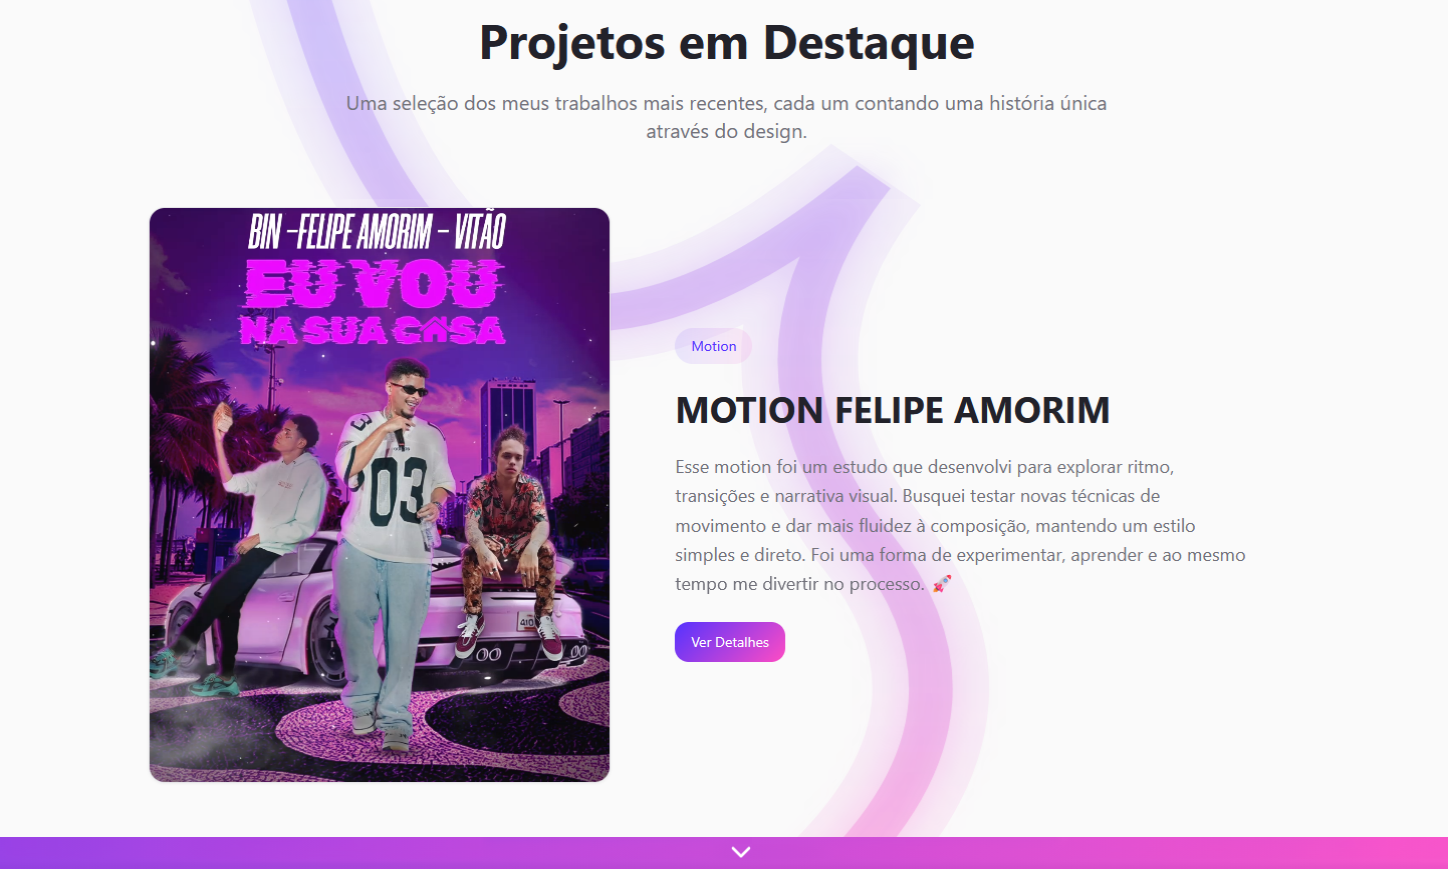 Projetos em Destaque
Uma seleção dos meus trabalhos mais recentes, cada um contando uma história única
através do design.
BIN – FELIPE AMORIM – VITÃO
EU VOU
NA SUA CASA
03
Motion
MOTION FELIPE AMORIM
Esse motion foi um estudo que desenvolvi para explorar ritmo,
transições e narrativa visual. Busquei testar novas técnicas de
movimento e dar mais fluidez à composição, mantendo um estilo
simples e direto. Foi uma forma de experimentar, aprender e ao mesmo
tempo me divertir no processo. 🚀
Ver Detalhes